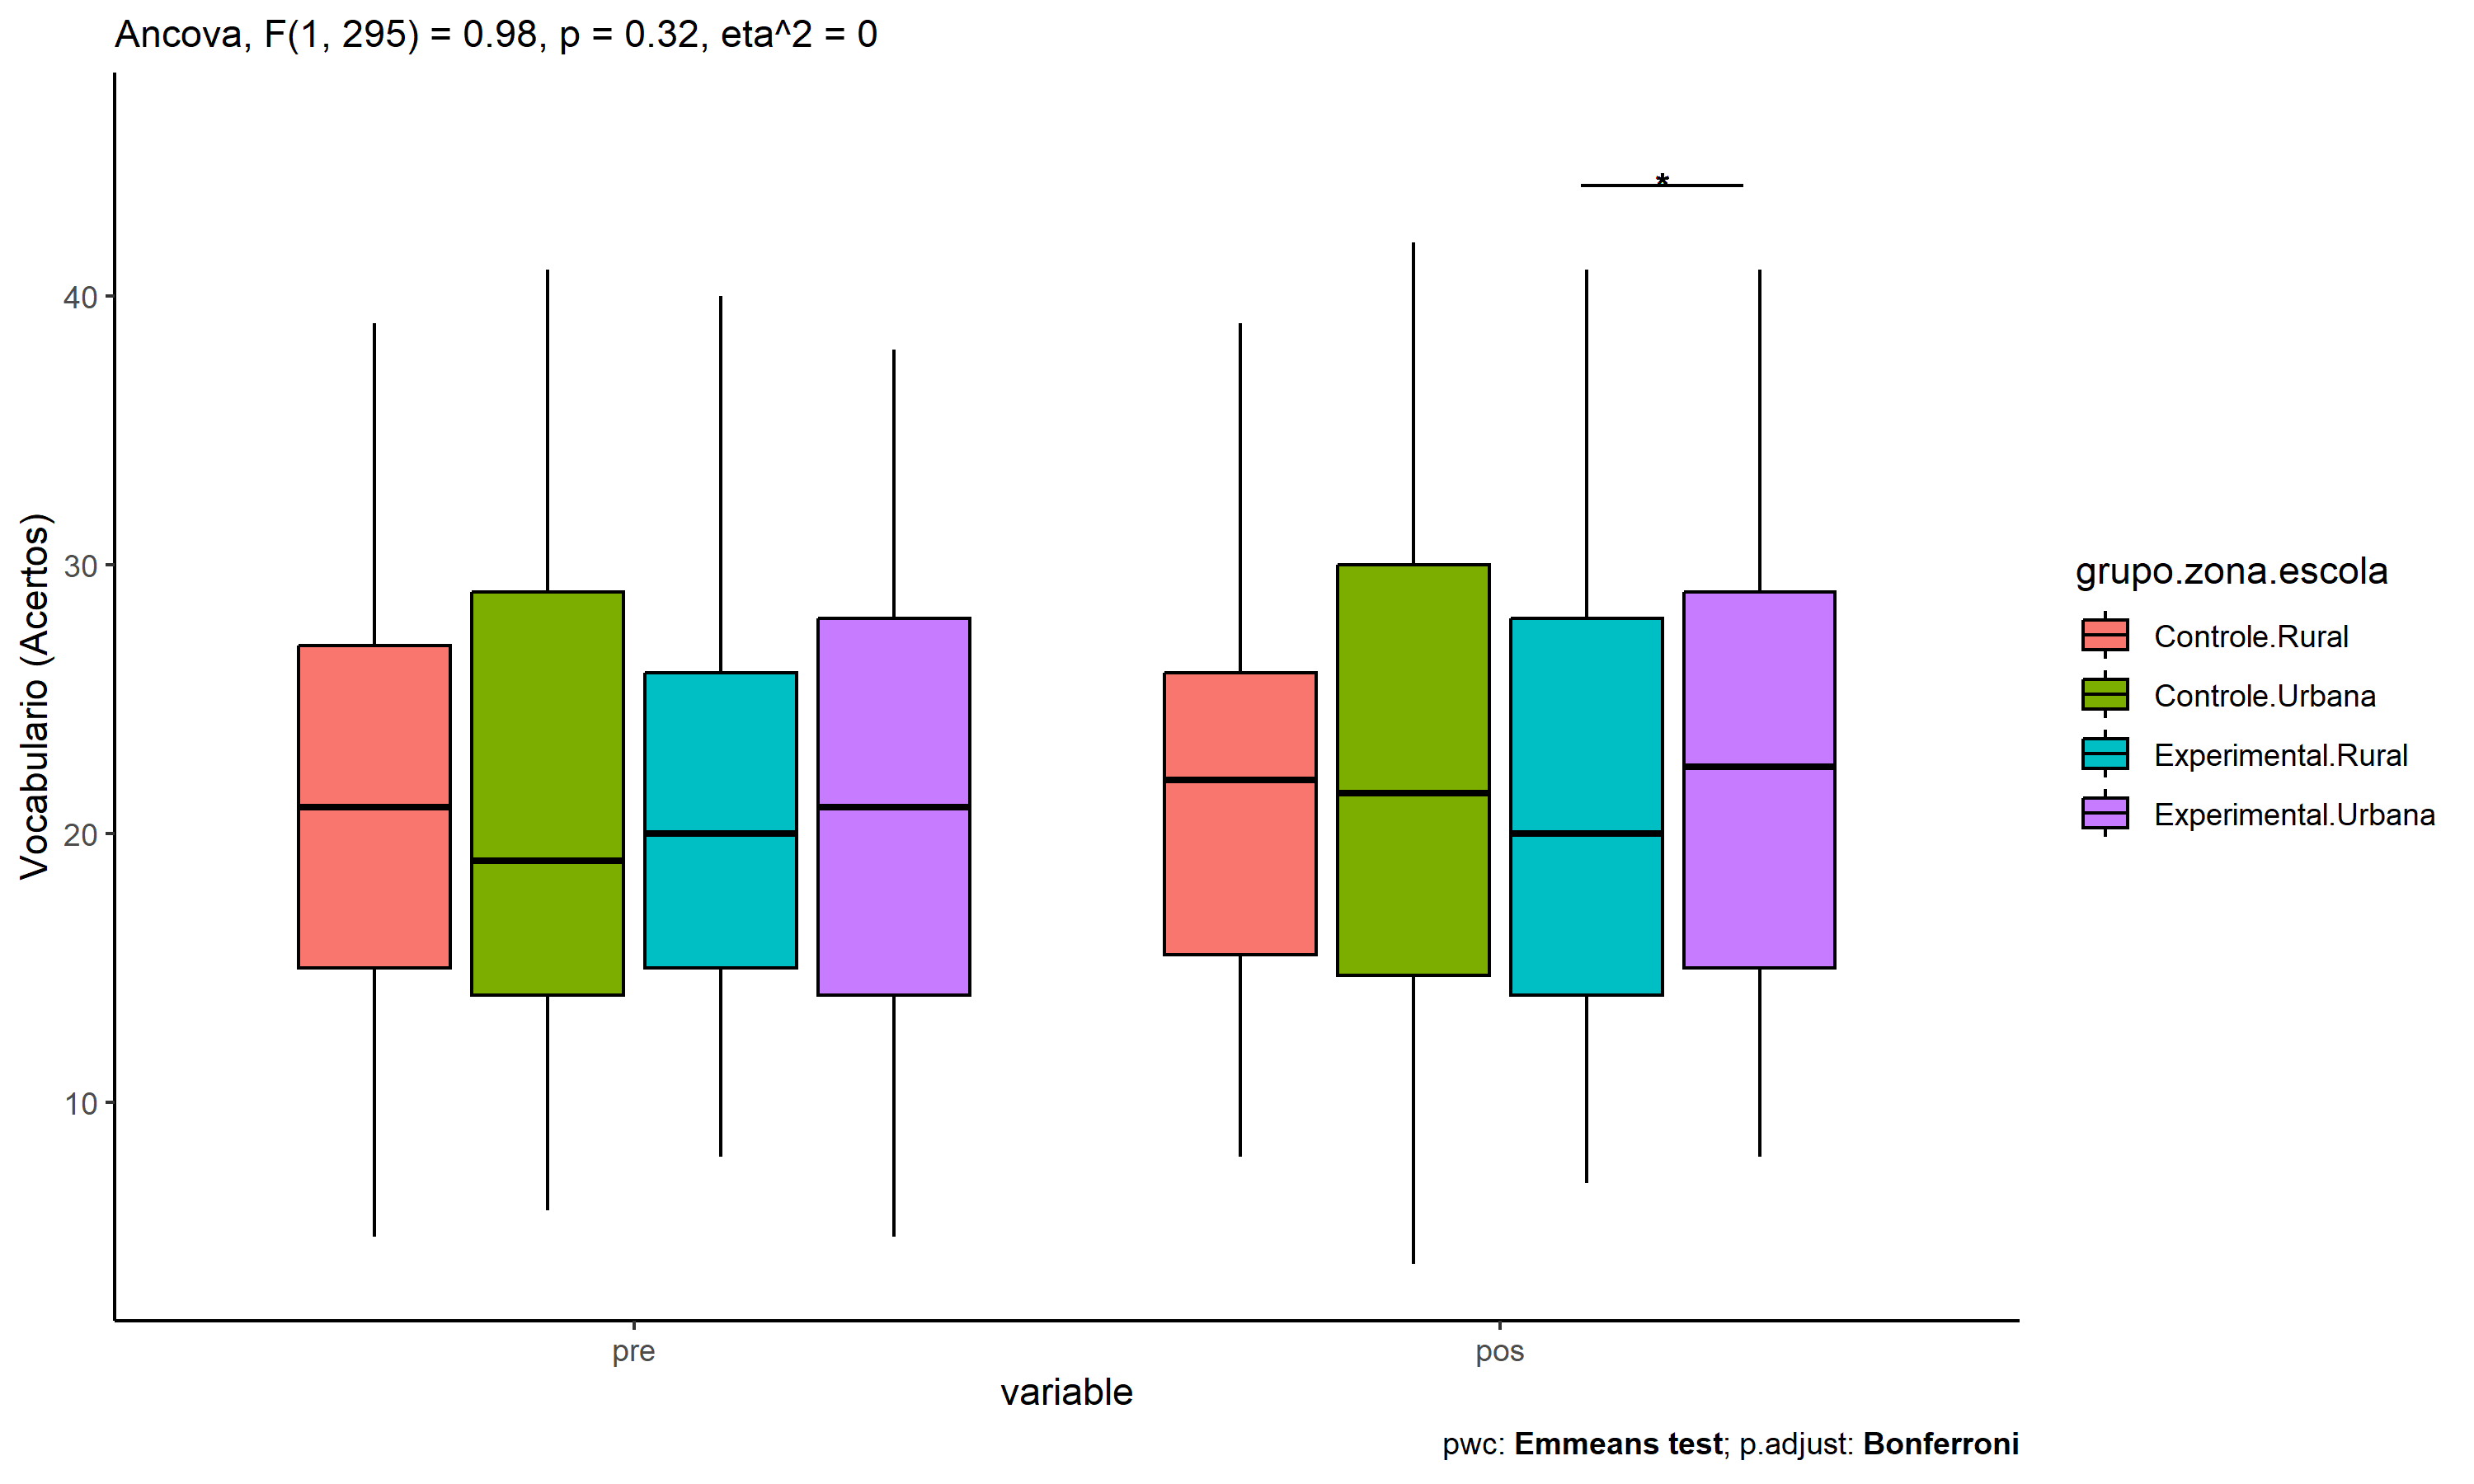 Ancova, F(1, 295) = 0.98, p = 0.32, eta^2 = 0
Vocabulario (Acertos)
40
30
20
10
*
pre
pos
variable
grupo.zona.escola
Controle.Rural
Controle.Urbana
Experimental.Rural
Experimental.Urbana
pwc: Emmeans test; p.adjust: Bonferroni